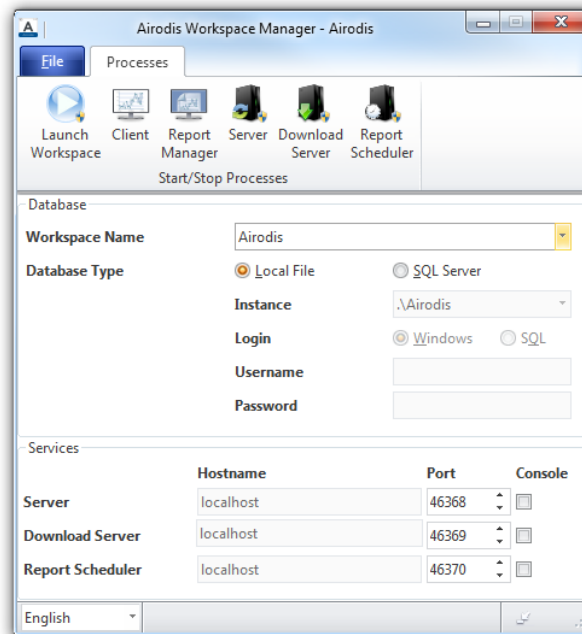 A
Airodis Workspace Manager - Airodis
File
Processes
Launch Workspace
Client
Report Manager
Server
Download Server
Report Scheduler
Start/Stop Processes
Database
Workspace Name
Airodis
Database Type
Local File
SQL Server
Instance
.\Airodis
Login
Windows
SQL
Username
Password
Services
Hostname
Port
Console
Server
localhost
46368
Download Server
localhost
46369
Report Scheduler
localhost
46370
English